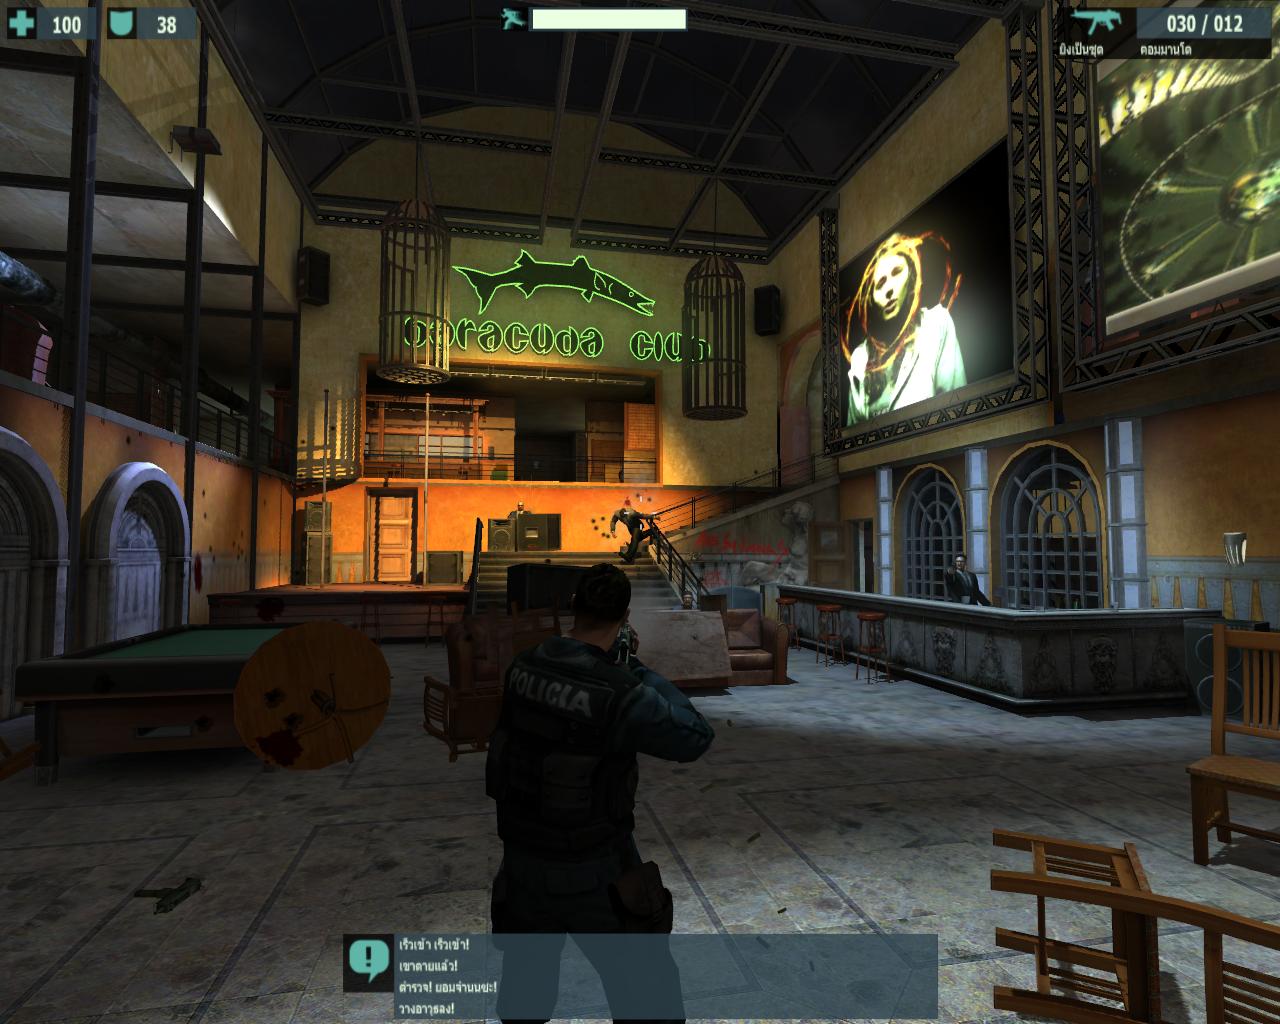 100
38
030 / 012
ยิงเป็นชุด
คอมมานโด
baracuda club
POLICIA
เร็วเข้า เร็วเข้า!
เขาตายแล้ว!
ตำรวจ! ยอมจำนนซะ!
วางอาวุธลง!